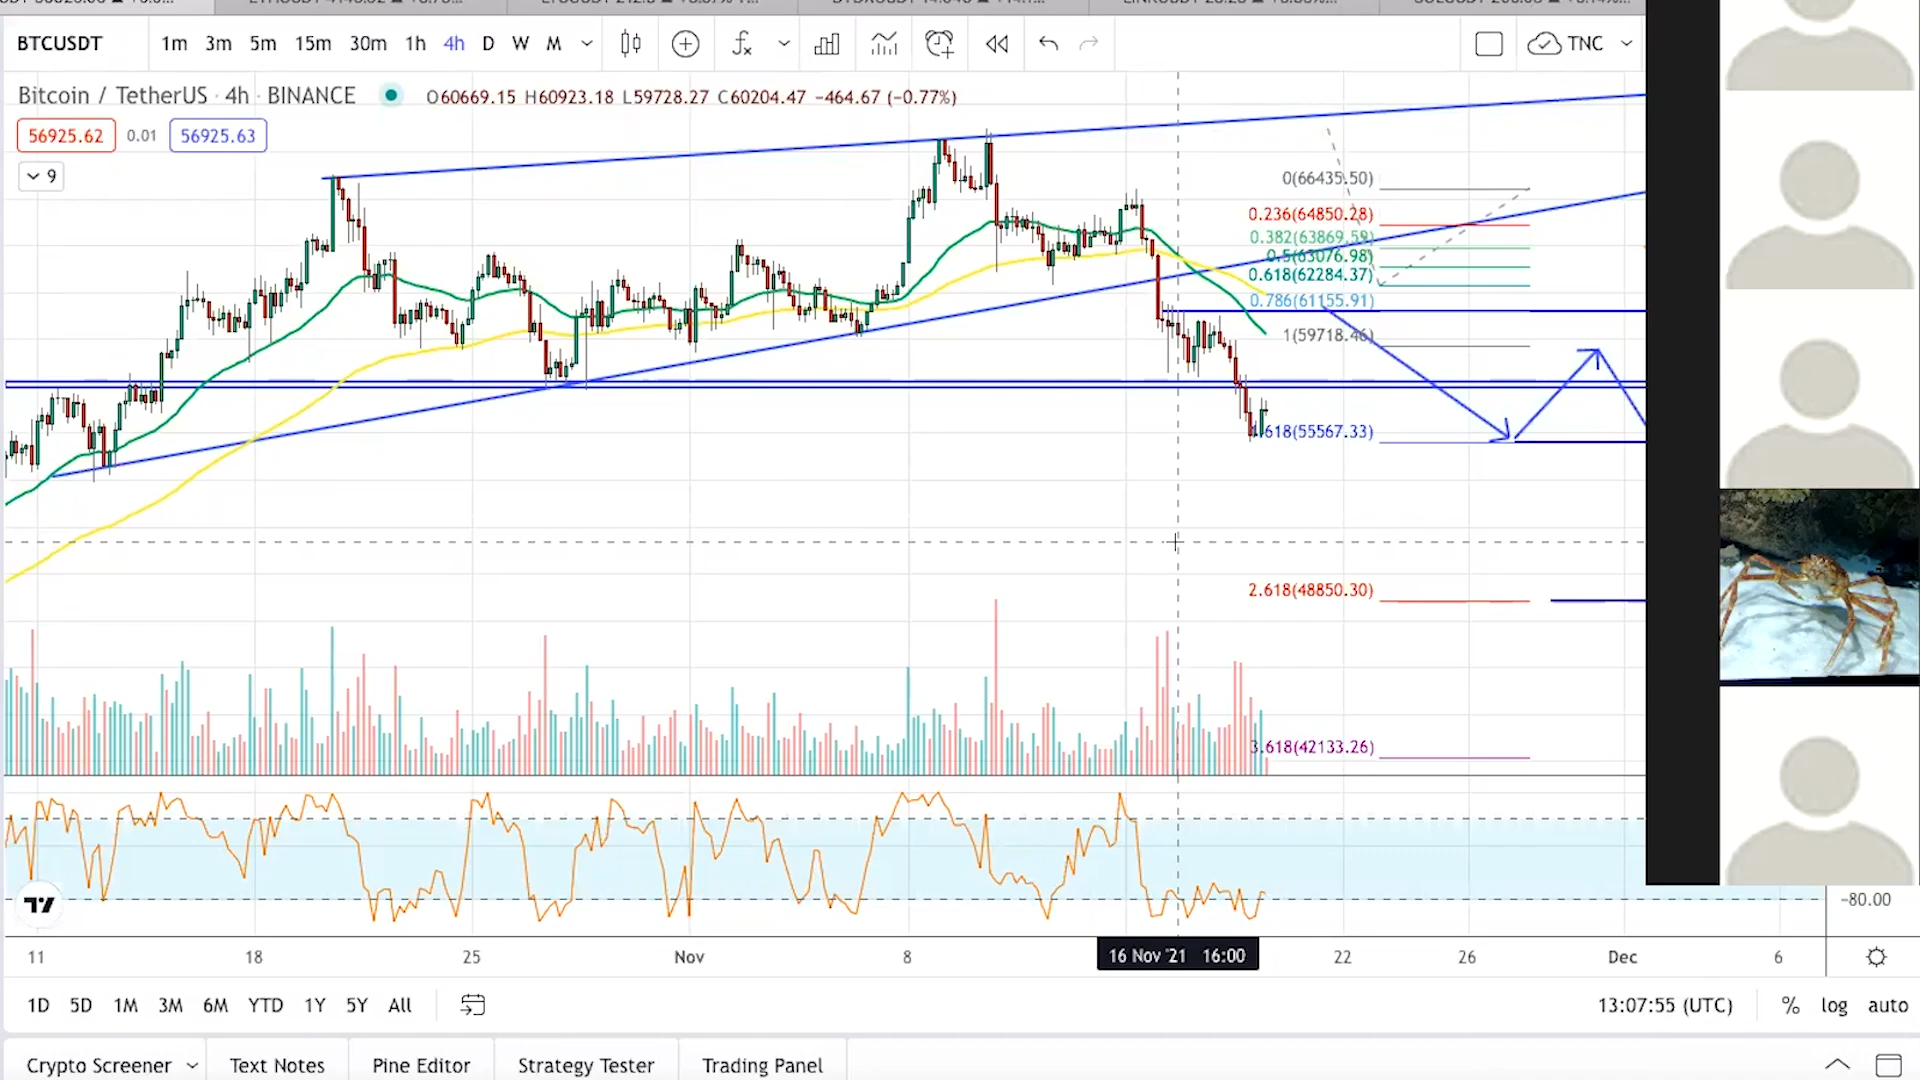 BTCUSDT 1m 3m 5m 15m 30m 1h 4h D W M TNC
Bitcoin / TetherUS · 4h · BINANCE O60669.15 H60923.18 L59728.27 C60204.47 −464.67 (−0.77%)
56925.62 0.01 56925.63
9
0(66435.50)
0.236(64850.28)
0.382(63869.59)
0.5(63076.98)
0.618(62284.37)
0.786(61155.91)
1(59718.46)
1.618(55567.33)
2.618(48850.30)
3.618(42133.26)
−80.00
11 18 25 Nov 8 16 Nov '21 16:00 22 26 Dec 6
1D 5D 1M 3M 6M YTD 1Y 5Y All 13:07:55 (UTC) % log auto
Crypto Screener Text Notes Pine Editor Strategy Tester Trading Panel